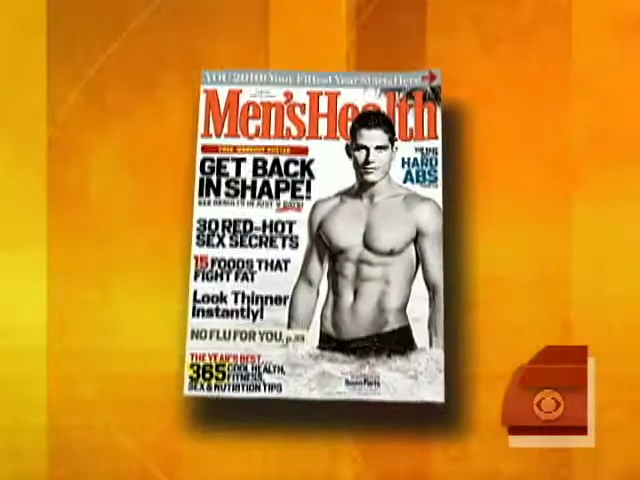 YOU 2010! Your Fittest Year Starts Here
Men'sHealth
FREE WORKOUT POSTER
GET BACK
IN SHAPE!
SEE RESULTS IN JUST 9 DAYS!
HARD
ABS
30 RED-HOT
SEX SECRETS
15 FOODS THAT
FIGHT FAT
Look Thinner
Instantly!
NO FLU FOR YOU, p.33
THE YEAR'S BEST
365 COOL HEALTH,
FITNESS,
SEX & NUTRITION TIPS